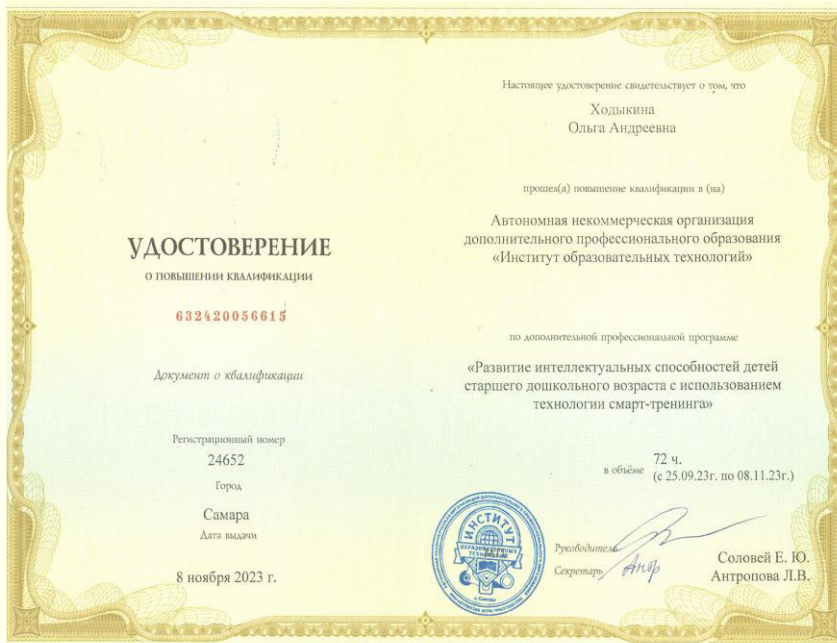 УДОСТОВЕРЕНИЕ
О ПОВЫШЕНИИ КВАЛИФИКАЦИИ
632420056615
Документ о квалификации
Регистрационный номер
24652
Город
Самара
Дата выдачи
8 ноября 2023 г.
Настоящее удостоверение свидетельствует о том, что
Ходыкина
Ольга Андреевна
прошел(а) повышение квалификации в (на)
Автономная некоммерческая организация
дополнительного профессионального образования
«Институт образовательных технологий»
по дополнительной профессиональной программе
«Развитие интеллектуальных способностей детей
старшего дошкольного возраста с использованием
технологии смарт-тренинга»
в объёме 72 ч.
(с 25.09.23г. по 08.11.23г.)
ИНСТИТУТ
ОБРАЗОВАТЕЛЬНЫХ
ТЕХНОЛОГИЙ
г. Самара
Руководитель
Соловей Е. Ю.
Секретарь
Антропова Л.В.